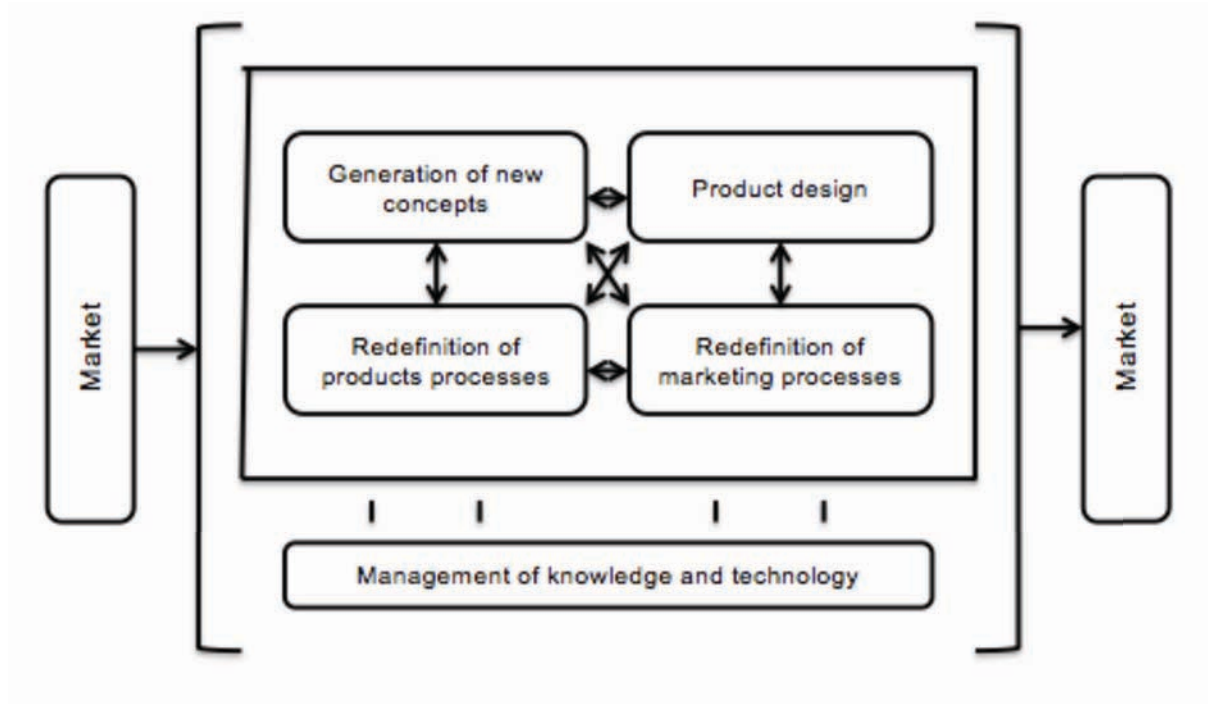 Market
Generation of new
concepts
Product design
Redefinition of
products processes
Redefinition of
marketing processes
Management of knowledge and technology
Market